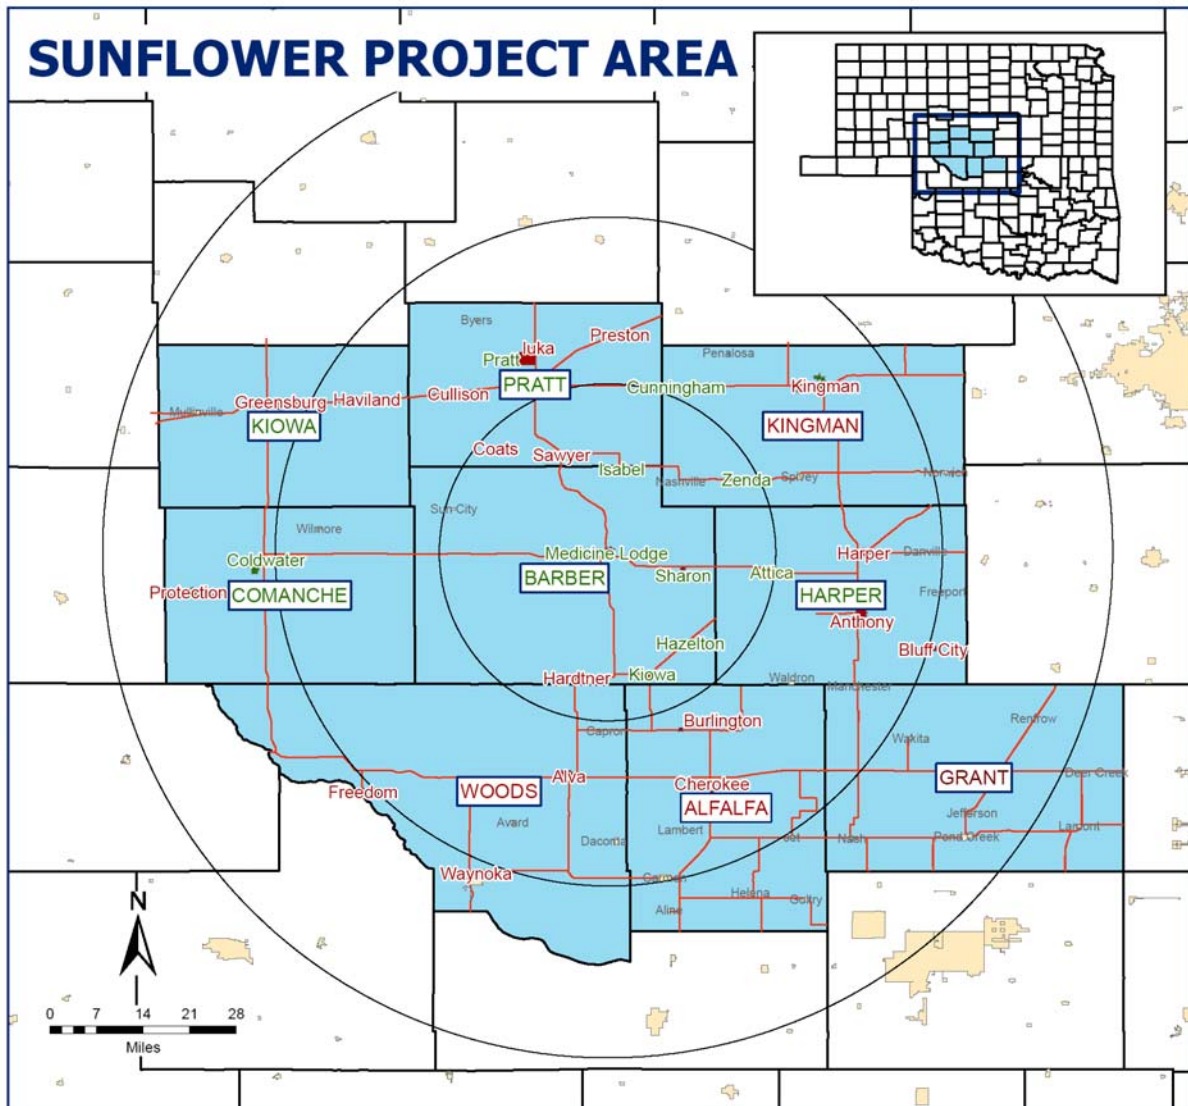 SUNFLOWER PROJECT AREA
Byers
Iuka
Preston
Pratt
Penalosa
PRATT
Cunningham
Kingman
Greensburg
Haviland
Cullison
Mullinville
KIOWA
KINGMAN
Coats
Sawyer
Isabel
Nashville
Zenda
Spivey
Norwich
Sun City
Wilmore
Medicine Lodge
Harper
Danville
Coldwater
BARBER
Sharon
Attica
Protection
COMANCHE
HARPER
Freeport
Anthony
Hazelton
Bluff City
Hardtner
Kiowa
Waldron
Manchester
Burlington
Capron
Renfrow
Wakita
Alva
Cherokee
GRANT
Deer Creek
Freedom
WOODS
ALFALFA
Avard
Lambert
Jefferson
Dacoma
Jet
Nash
Pond Creek
Lamont
Waynoka
Carmen
Helena
Goltry
Aline
N
0 7 14 21 28
Miles